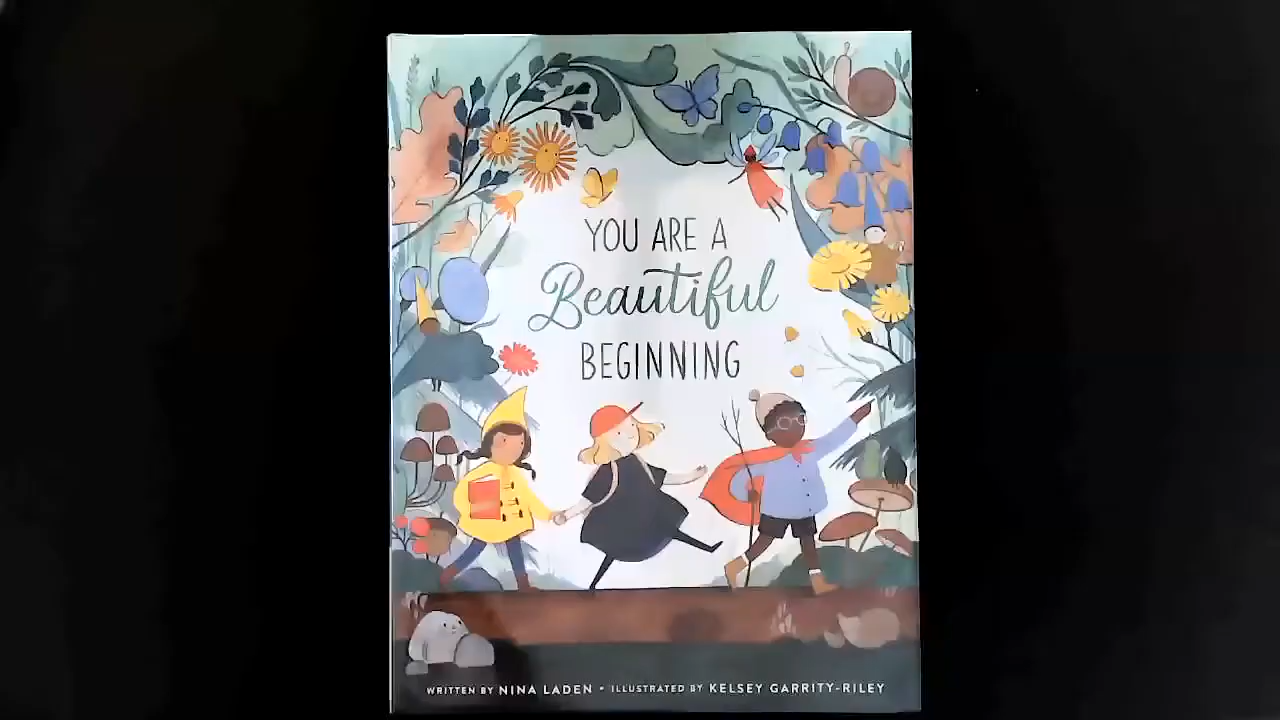 YOU ARE A
Beautiful
BEGINNING
WRITTEN BY NINA LADEN • ILLUSTRATED BY KELSEY GARRITY-RILEY